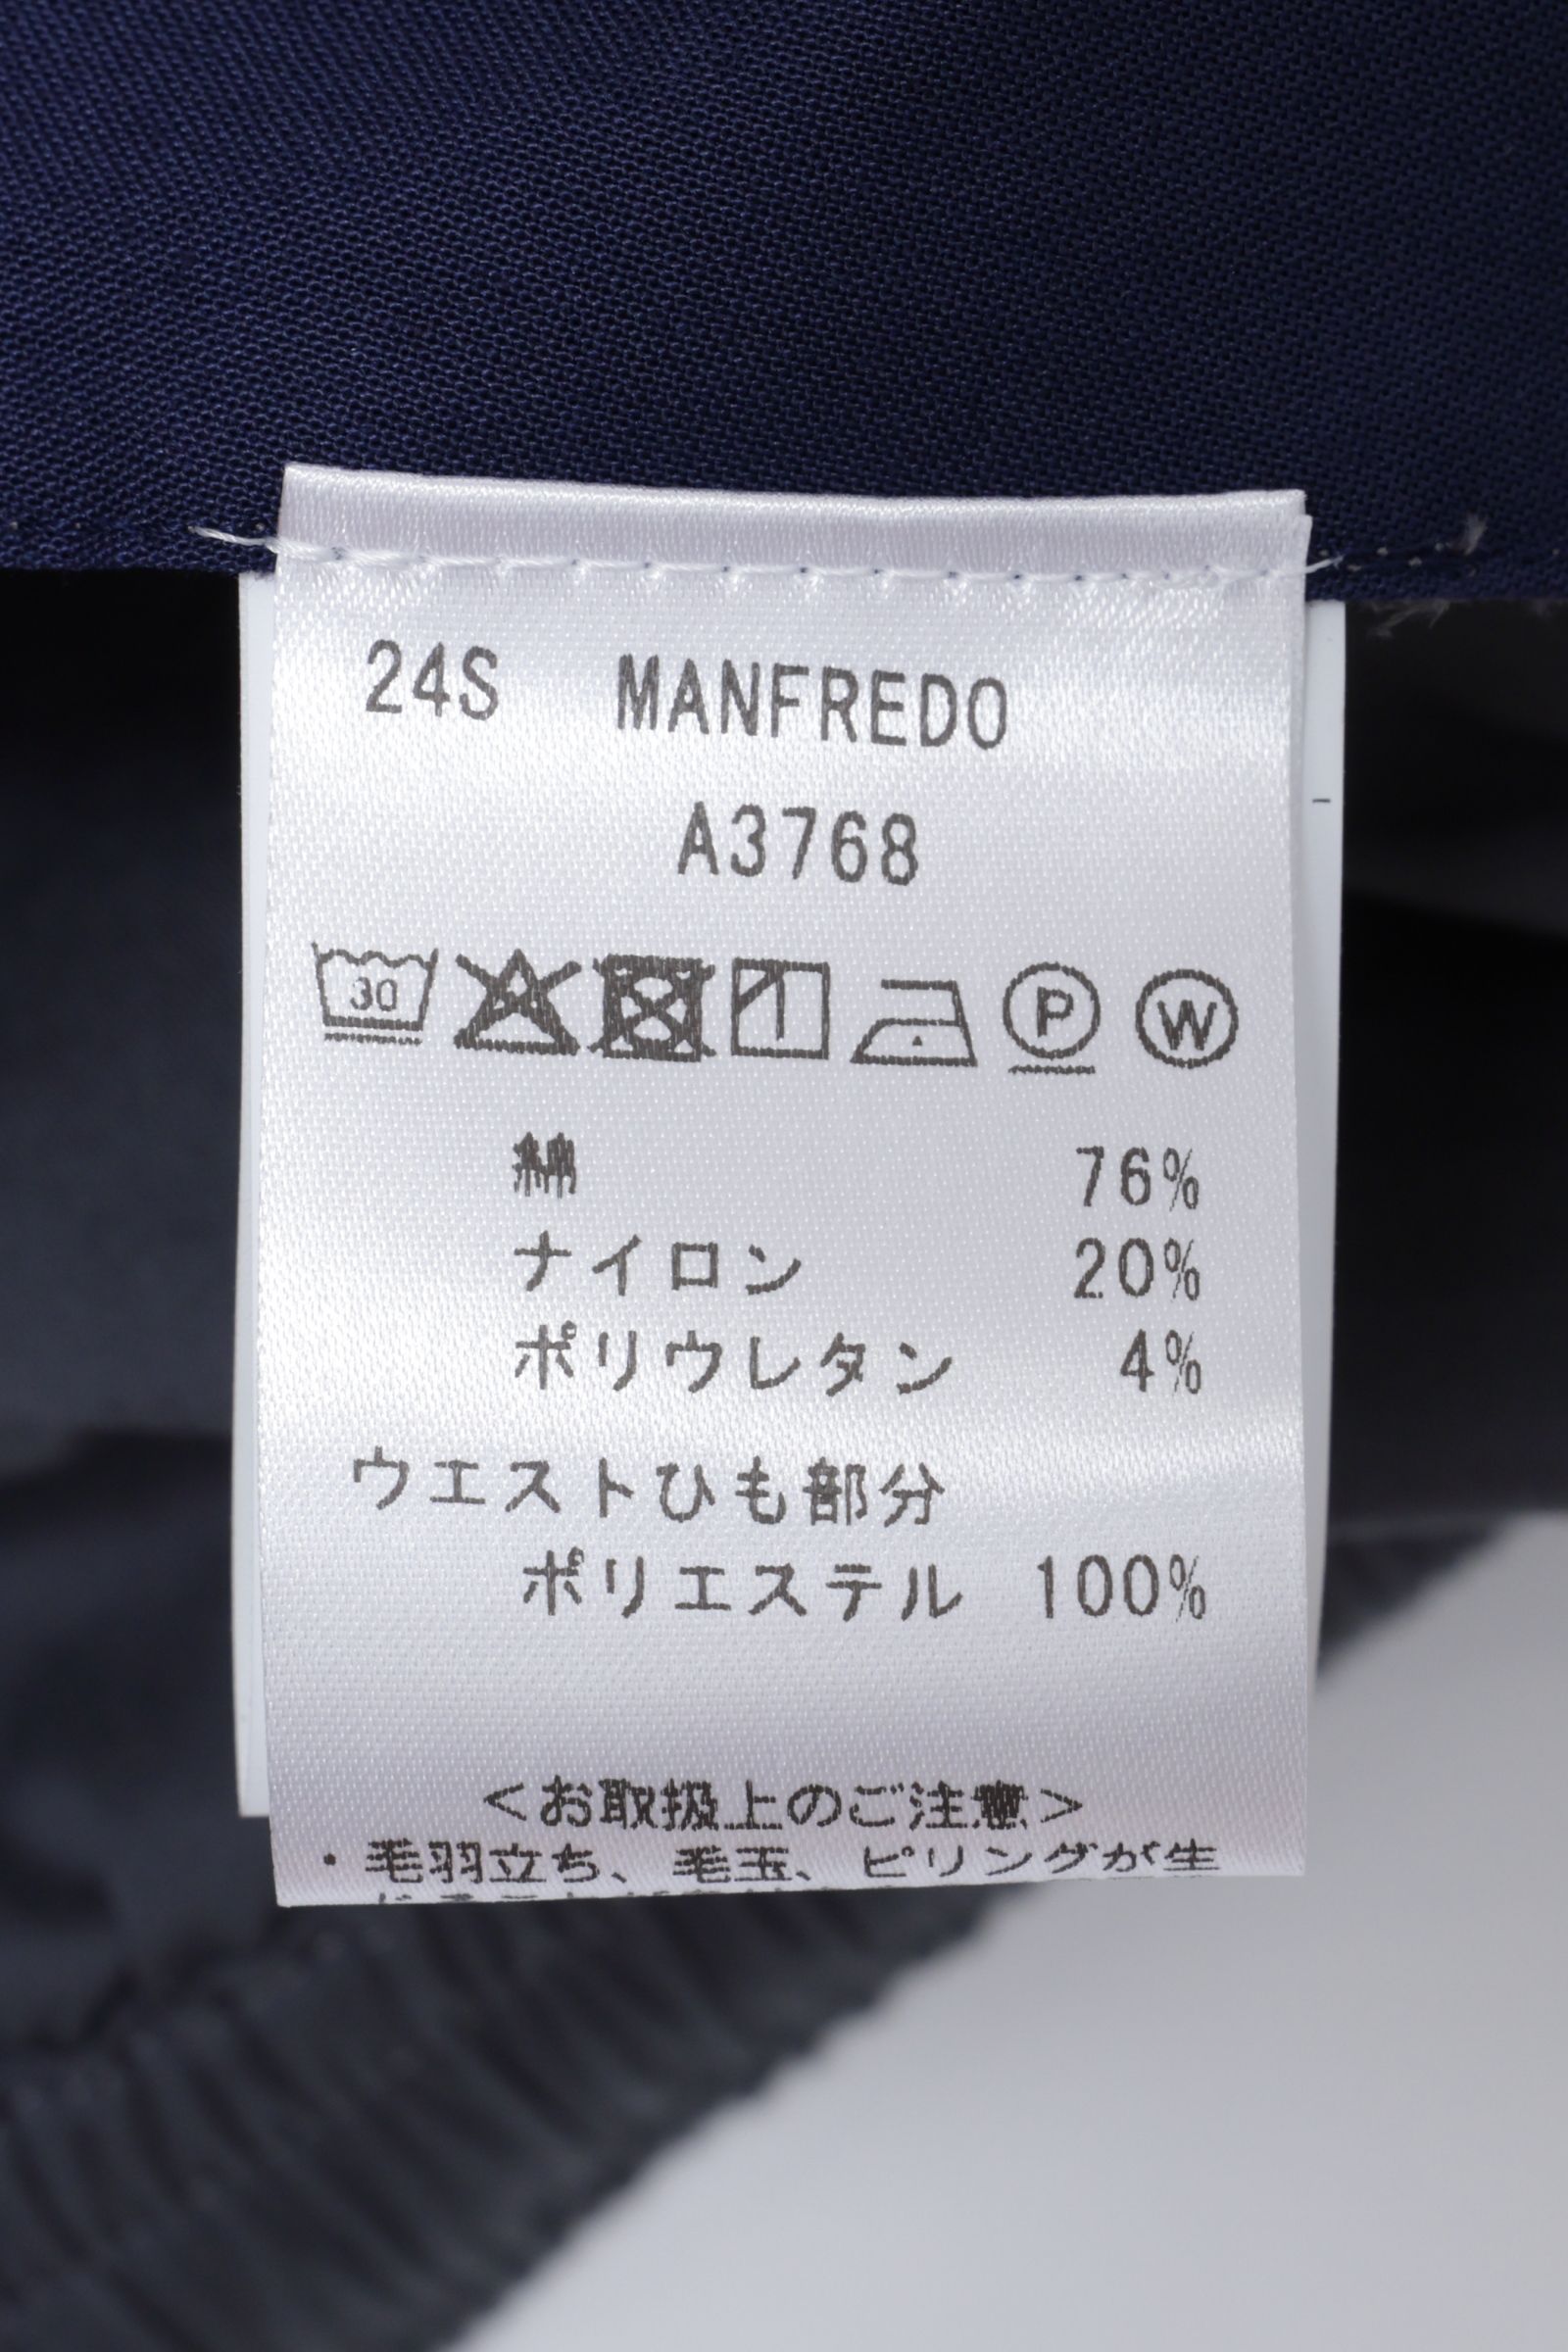 24S MANFREDO
A3768
30
P W
綿 76%
ナイロン 20%
ポリウレタン 4%
ウエストひも部分
ポリエステル 100%
<お取扱上のご注意>
・毛羽立ち、毛玉、ピリングが生